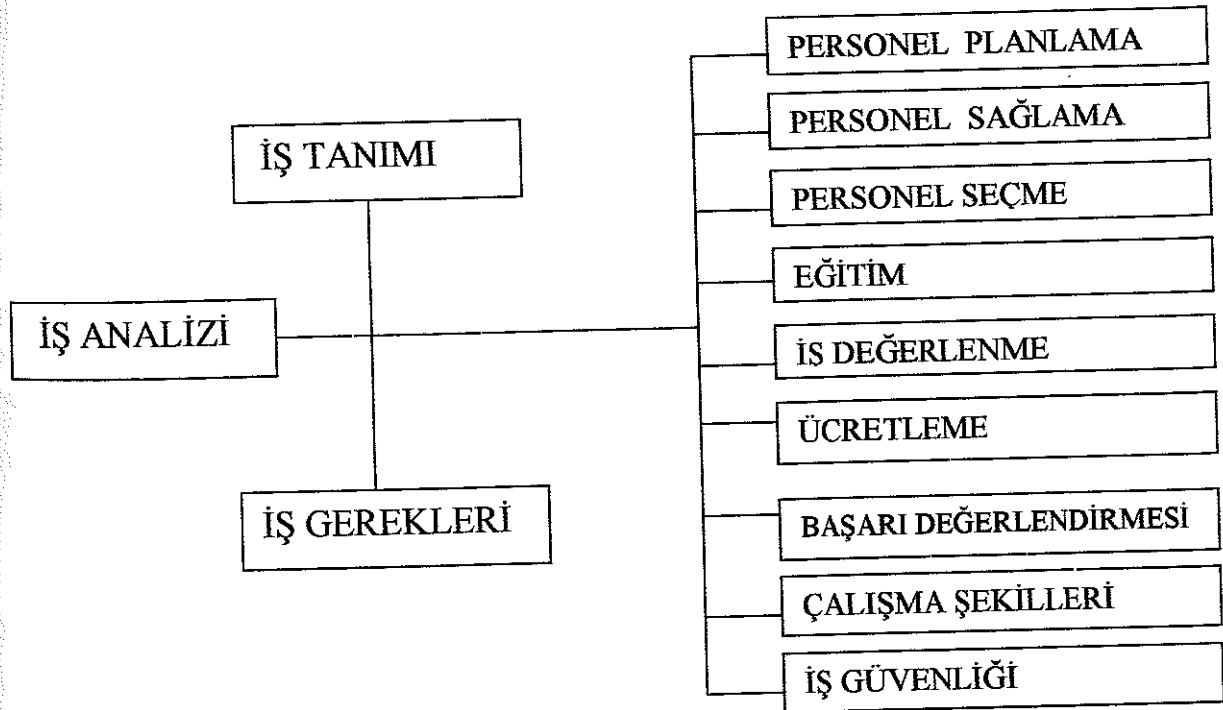 İŞ ANALİZİ
İŞ TANIMI
İŞ GEREKLERİ
PERSONEL PLANLAMA
PERSONEL SAĞLAMA
PERSONEL SEÇME
EĞİTİM
İS DEĞERLENME
ÜCRETLEME
BAŞARI DEĞERLENDİRMESİ
ÇALIŞMA ŞEKİLLERİ
İŞ GÜVENLİĞİ